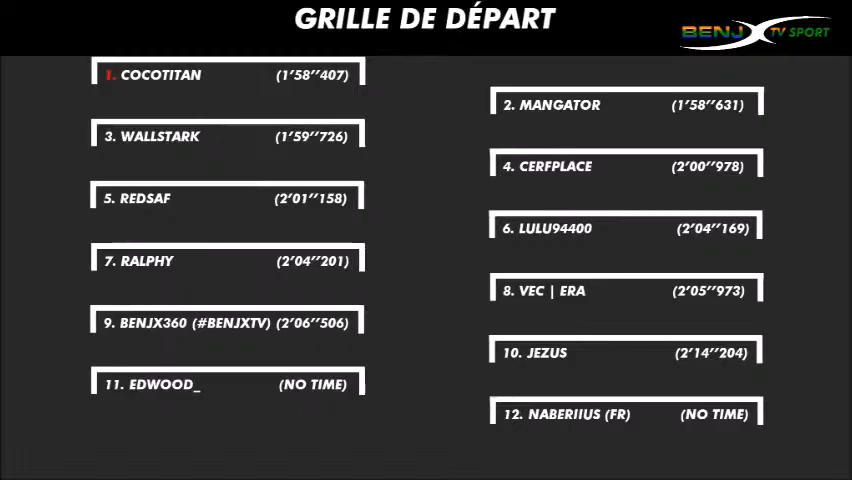 GRILLE DE DÉPART
BENJX TV SPORT
1. COCOTITAN (1'58''407)
2. MANGATOR (1'58''631)
3. WALLSTARK (1'59''726)
4. CERFPLACE (2'00''978)
5. REDSAF (2'01''158)
6. LULU94400 (2'04''169)
7. RALPHY (2'04''201)
8. VEC | ERA (2'05''973)
9. BENJX360 (#BENJXTV) (2'06''506)
10. JEZUS (2'14''204)
11. EDWOOD_ (NO TIME)
12. NABERIIUS (FR) (NO TIME)